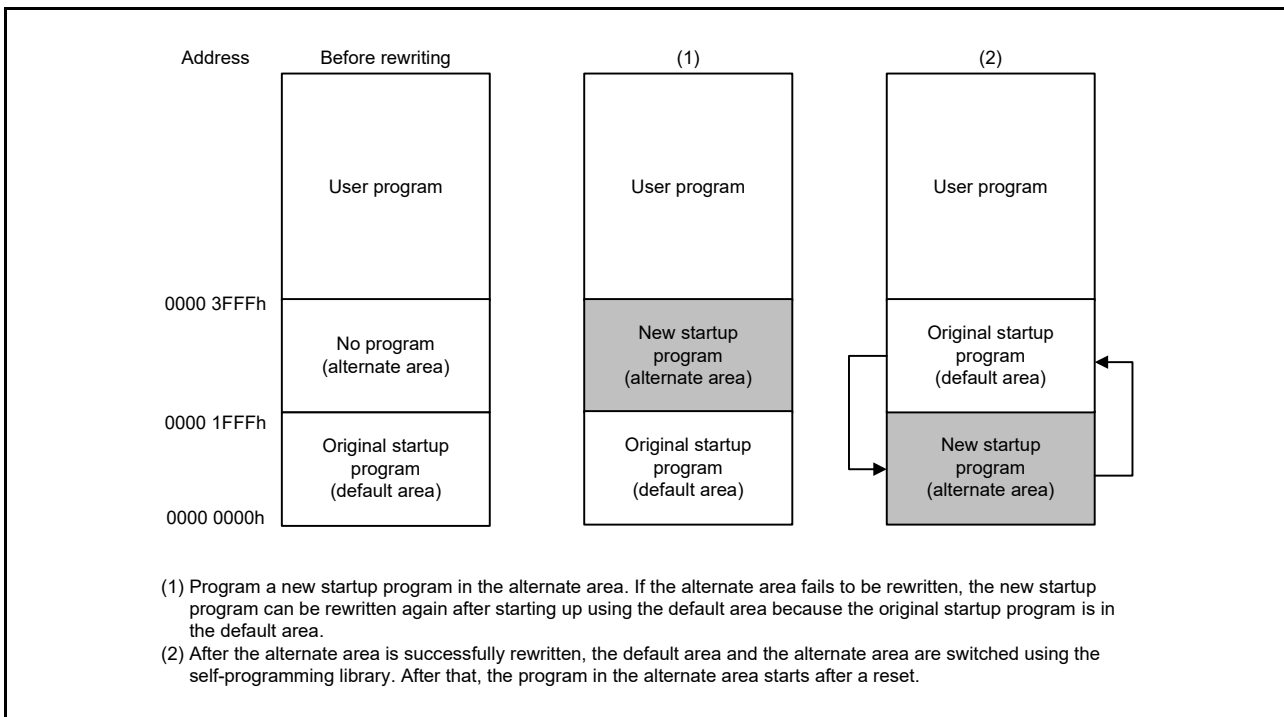 Address
Before rewriting
(1)
(2)
User program
User program
User program
0000 3FFFh
No program
(alternate area)
New startup
program
(alternate area)
Original startup
program
(default area)
0000 1FFFh
Original startup
program
(default area)
Original startup
program
(default area)
New startup
program
(alternate area)
0000 0000h
(1) Program a new startup program in the alternate area. If the alternate area fails to be rewritten, the new startup
program can be rewritten again after starting up using the default area because the original startup program is in
the default area.
(2) After the alternate area is successfully rewritten, the default area and the alternate area are switched using the
self-programming library. After that, the program in the alternate area starts after a reset.